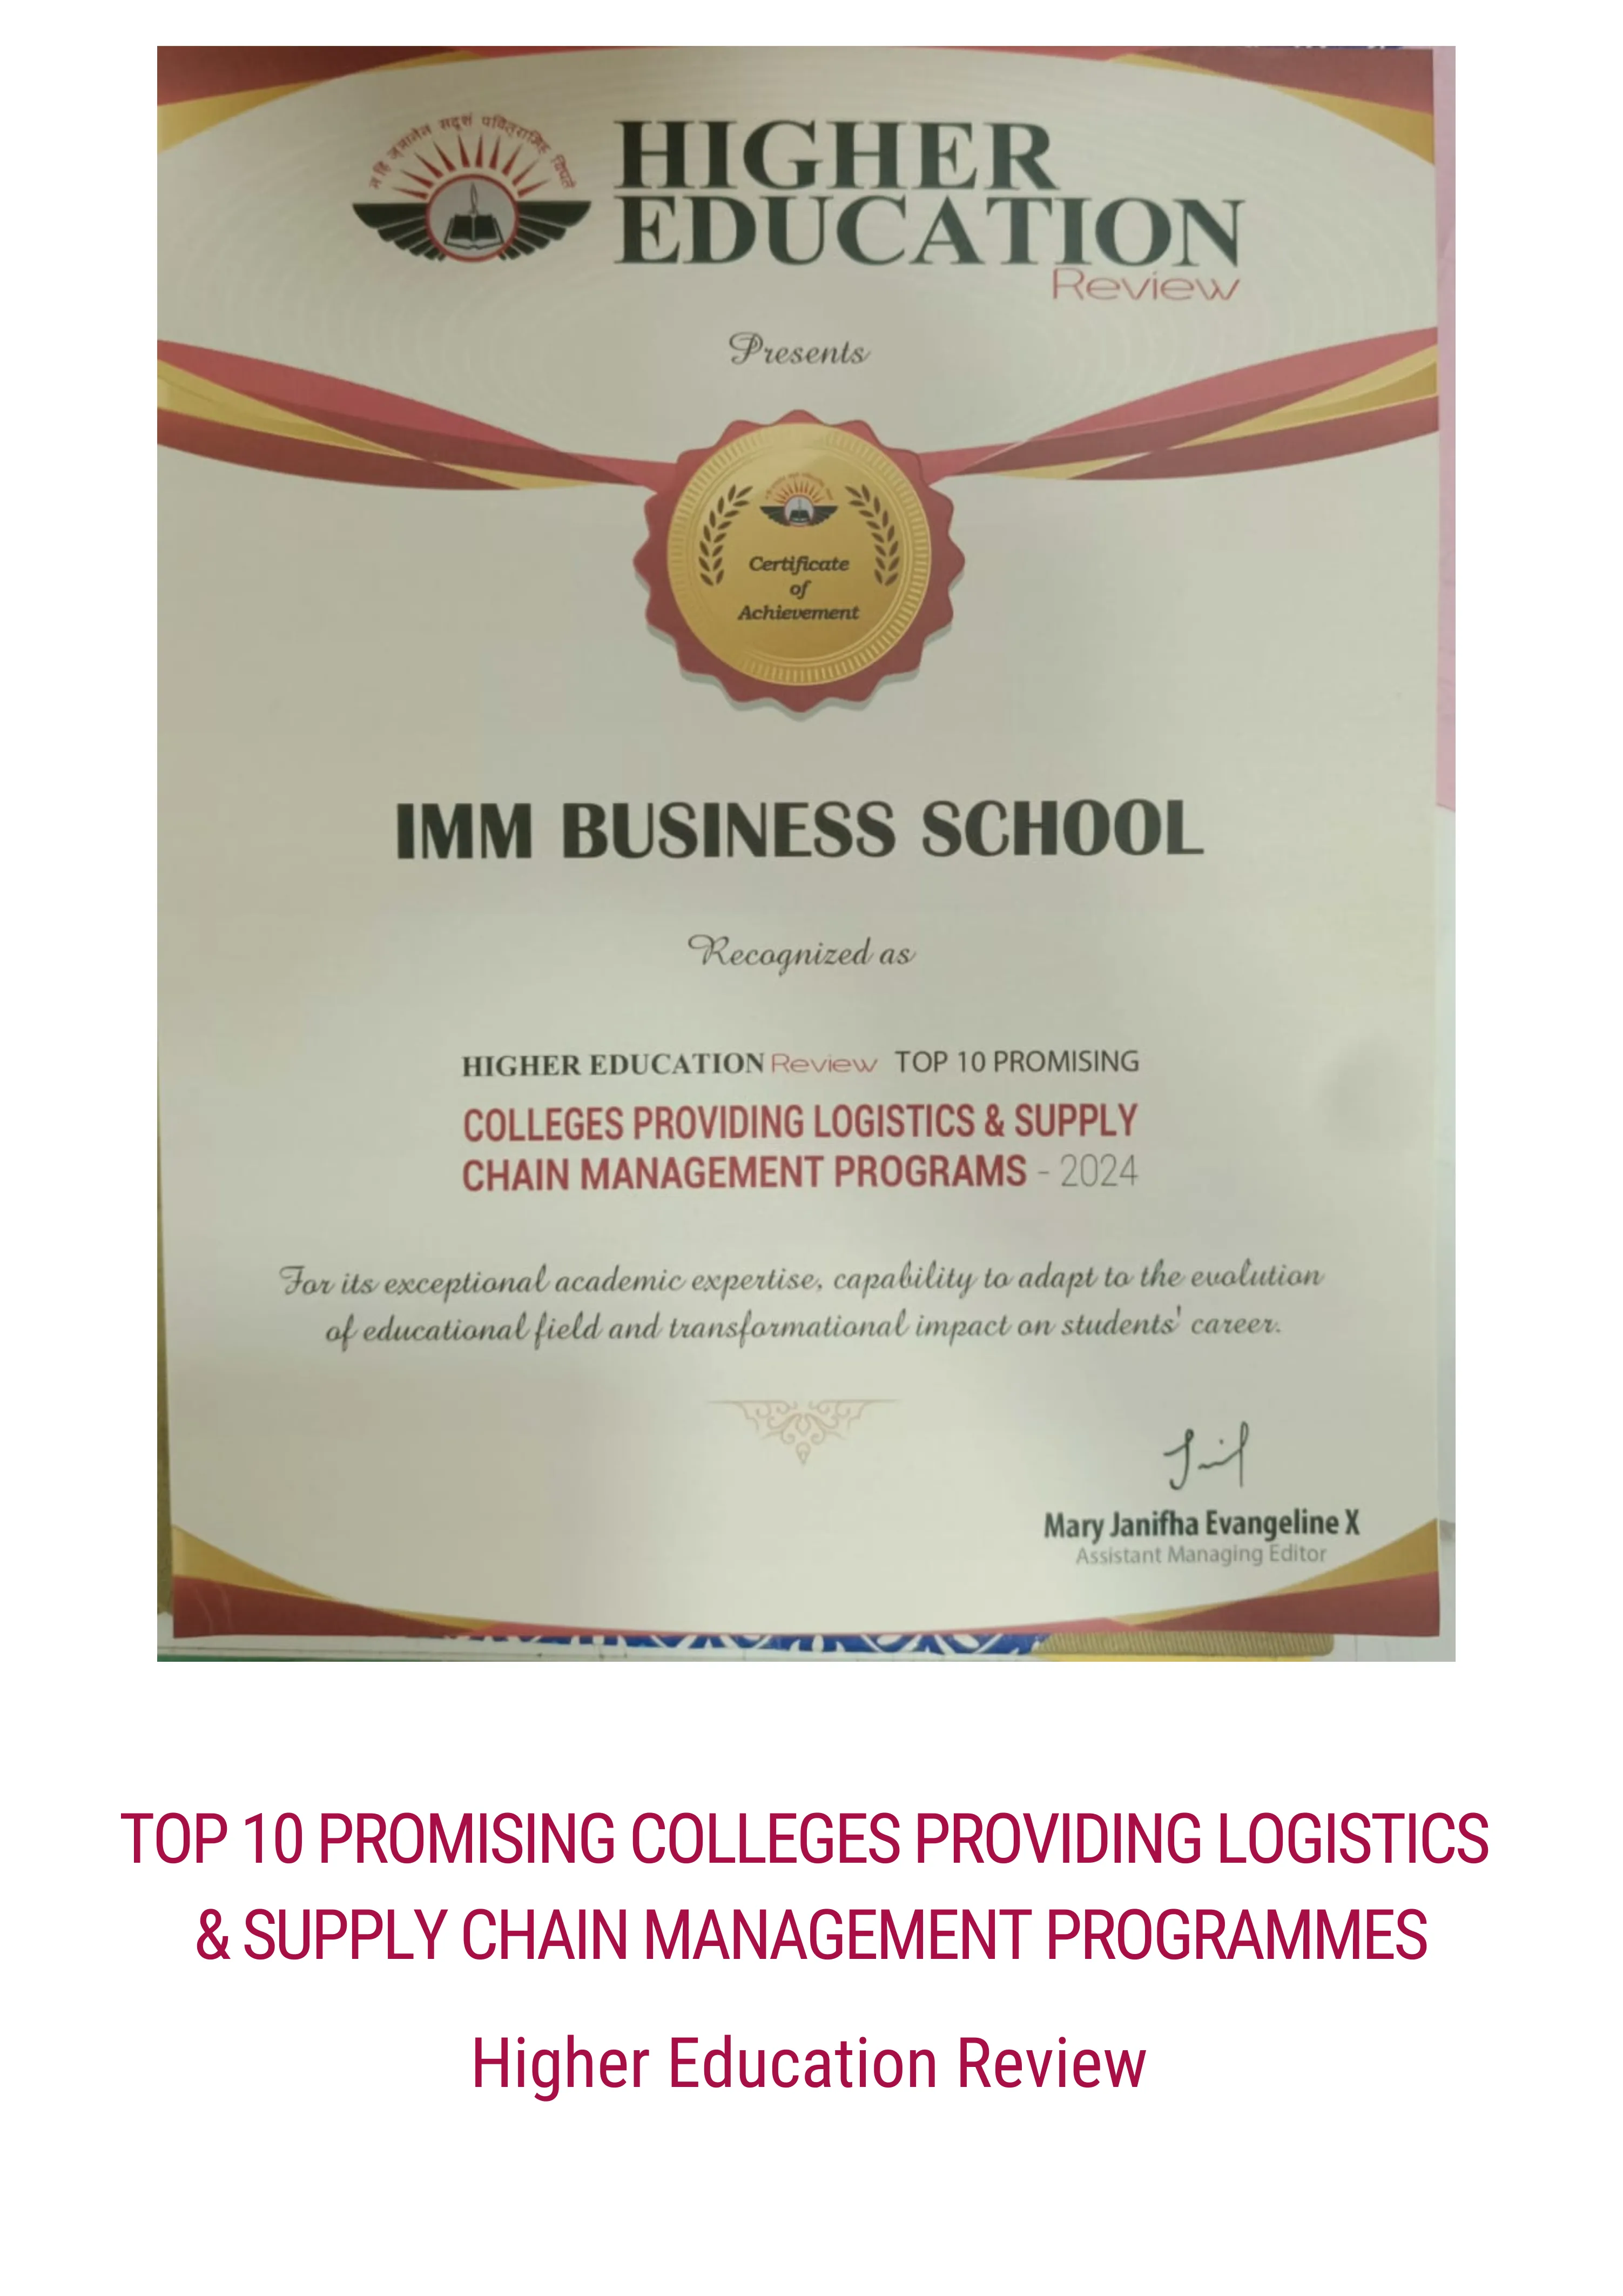 न हि ज्ञानेन सदृशं पवित्रमिह विद्यते
HIGHER
EDUCATION
Review
Presents
Certificate
of
Achievement
IMM BUSINESS SCHOOL
Recognized as
HIGHER EDUCATION Review TOP 10 PROMISING
COLLEGES PROVIDING LOGISTICS & SUPPLY
CHAIN MANAGEMENT PROGRAMS - 2024
For its exceptional academic expertise, capability to adapt to the evolution
of educational field and transformational impact on students' career.
Mary Janifha Evangeline X
Assistant Managing Editor
TOP 10 PROMISING COLLEGES PROVIDING LOGISTICS
& SUPPLY CHAIN MANAGEMENT PROGRAMMES
Higher Education Review